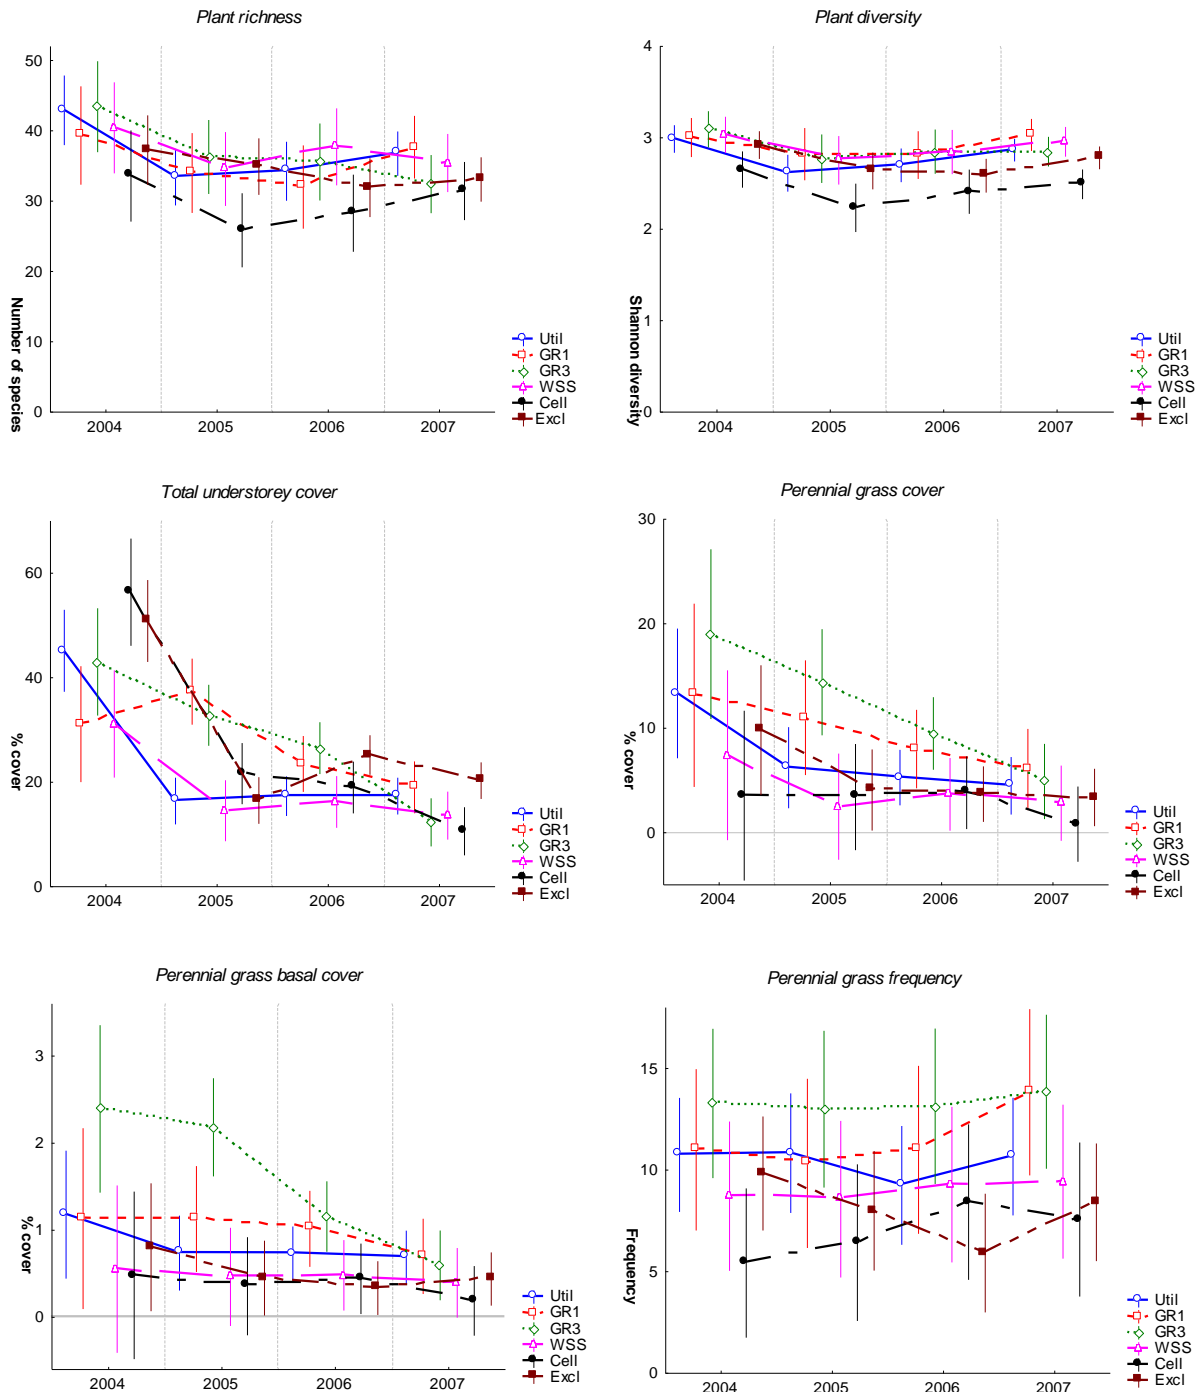 Plant richness
50
40
30
20
10
0
Number of species
2004 2005 2006 2007
Util
GR1
GR3
WSS
Cell
Excl
Plant diversity
4
3
2
1
0
Shannon diversity
2004 2005 2006 2007
Util
GR1
GR3
WSS
Cell
Excl
Total understorey cover
60
40
20
0
% cover
2004 2005 2006 2007
Util
GR1
GR3
WSS
Cell
Excl
Perennial grass cover
30
20
10
0
% cover
2004 2005 2006 2007
Util
GR1
GR3
WSS
Cell
Excl
Perennial grass basal cover
3
2
1
0
% cover
2004 2005 2006 2007
Util
GR1
GR3
WSS
Cell
Excl
Perennial grass frequency
15
10
5
0
Frequency
2004 2005 2006 2007
Util
GR1
GR3
WSS
Cell
Excl